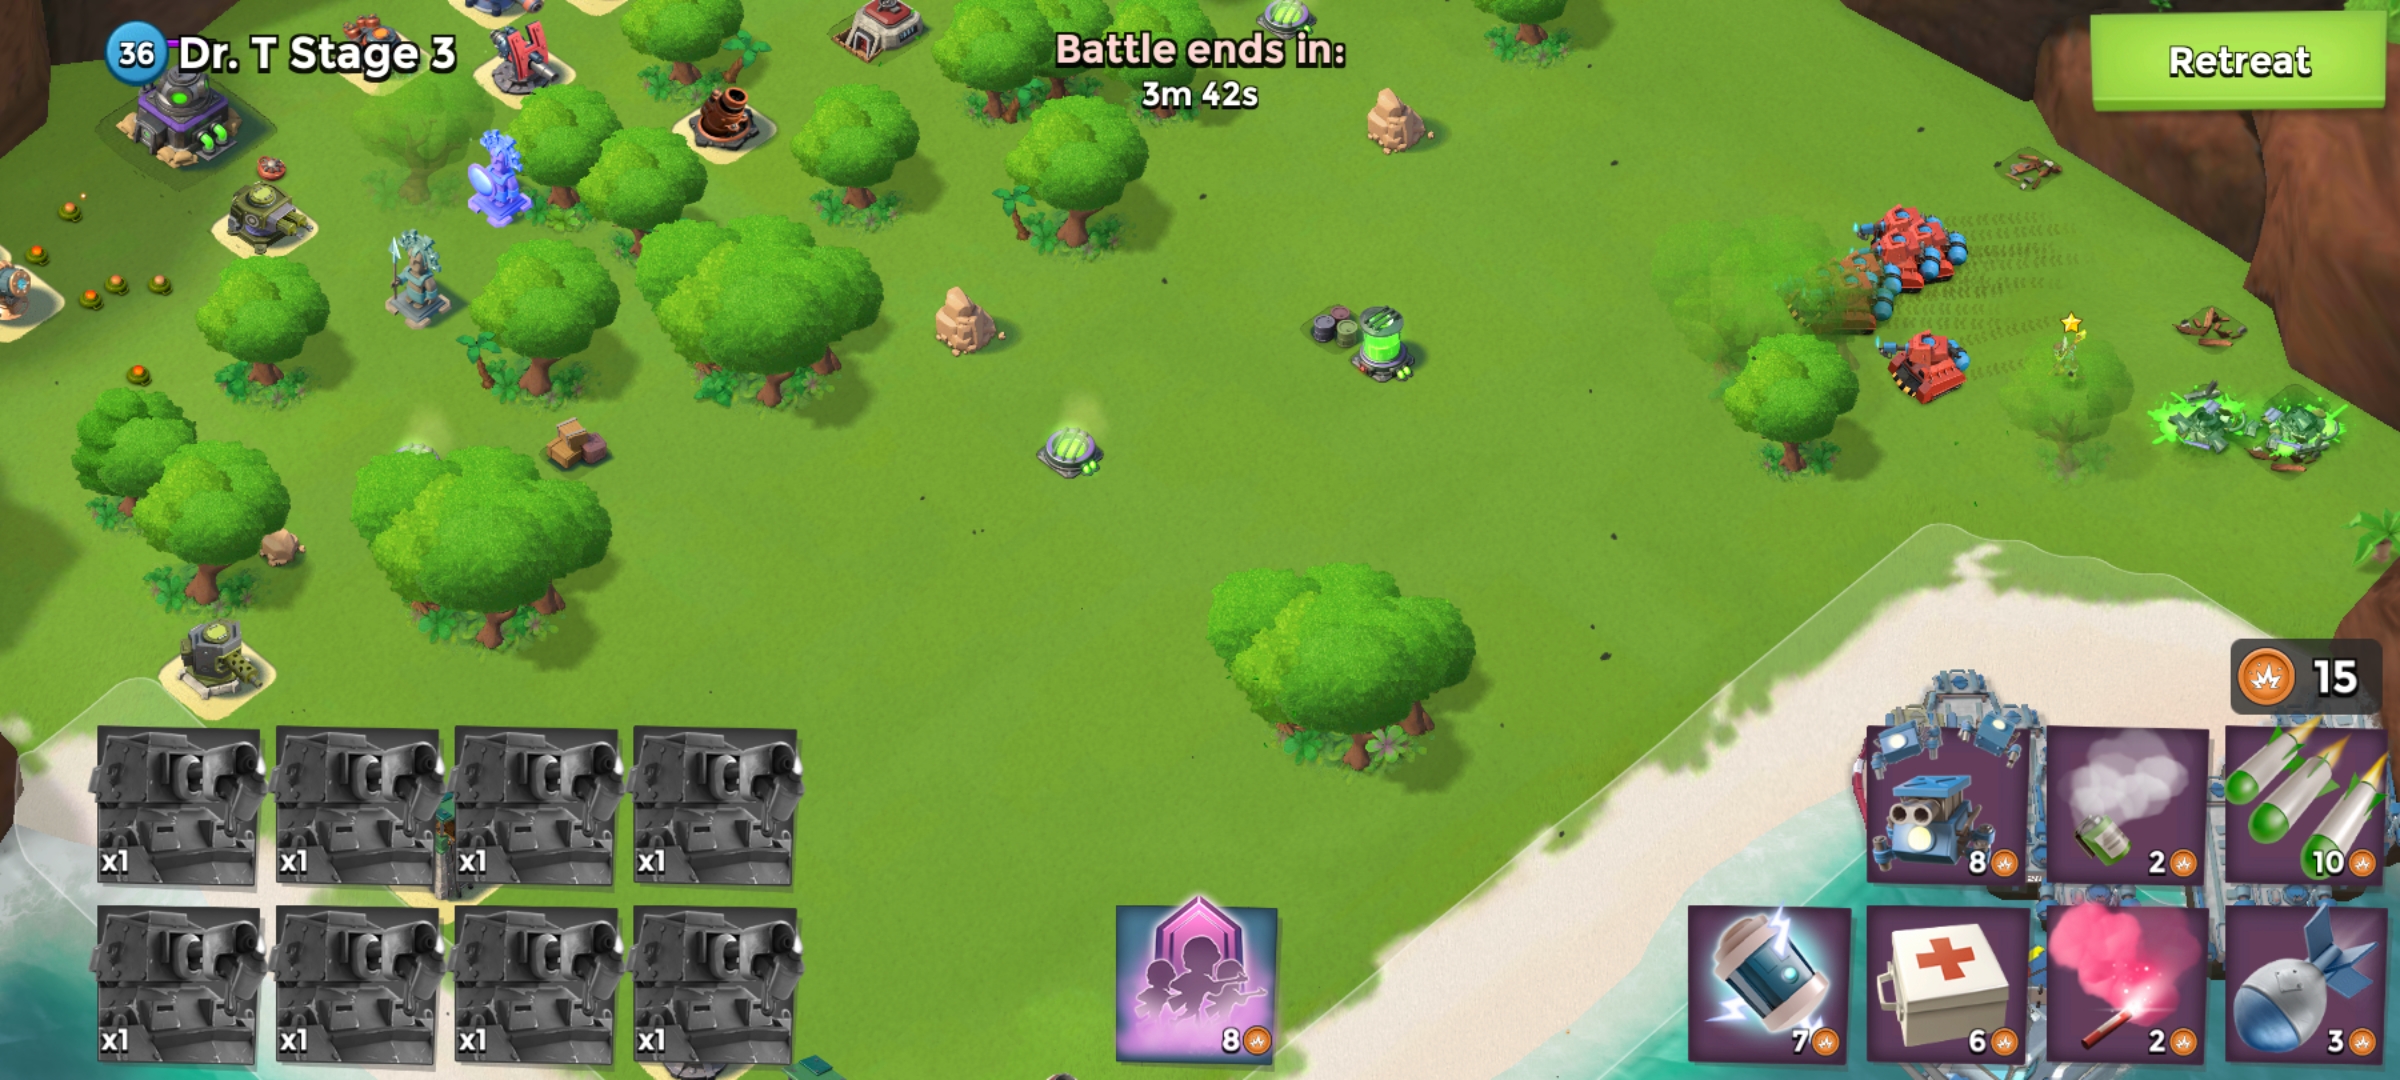 36 Dr. T Stage 3
Battle ends in:
3m 42s
Retreat
15
x1 x1 x1 x1
8 2 10
x1 x1 x1 x1
8
7 6 2 3